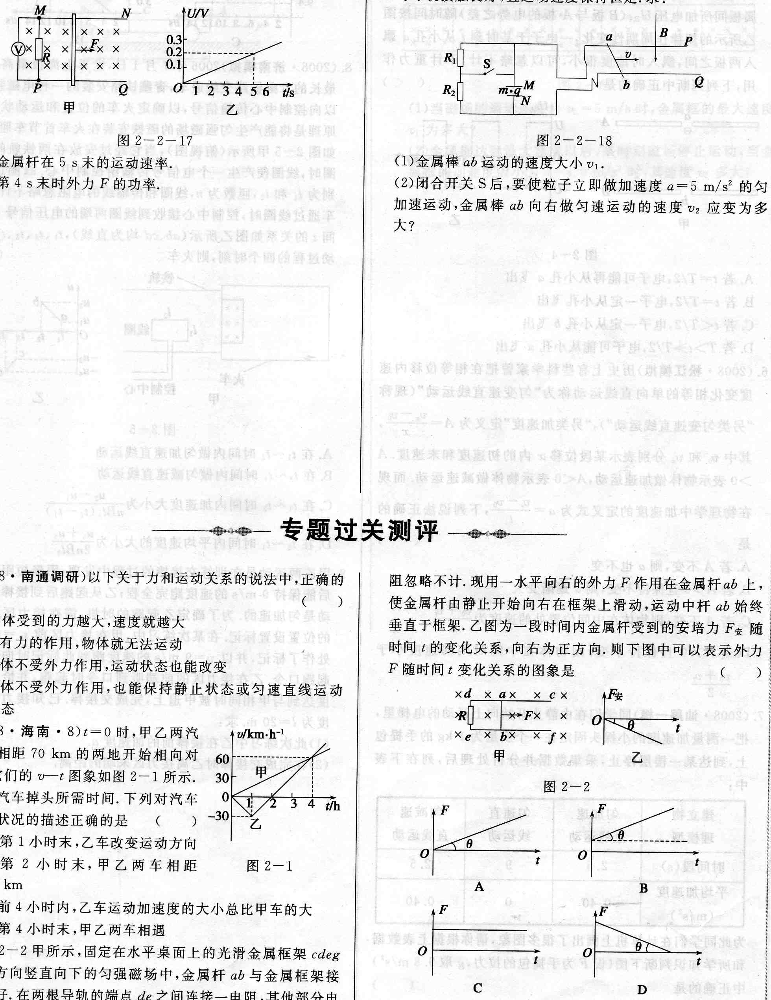 M
N
V
R
F
P
Q
甲
U/V
0.3
0.2
0.1
O
1 2 3 4 5 6 t/s
乙
图 2-2-17
金属杆在 5 s 末的运动速率.
第 4 s 末时外力 F 的功率.
R₁
S
R₂
m·q
M
N
a
B
P
v
b
Q
图 2-2-18
(1)金属棒 ab 运动的速度大小 v₁.
(2)闭合开关 S 后,要使粒子立即做加速度 a=5 m/s² 的匀
加速运动,金属棒 ab 向右做匀速运动的速度 v₂ 应变为多
大?
专题过关测评
8·南通调研)以下关于力和运动关系的说法中,正确的
( )
体受到的力越大,速度就越大
有力的作用,物体就无法运动
体不受外力作用,运动状态也能改变
体不受外力作用,也能保持静止状态或匀速直线运动
态
8·海南·8)t=0 时,甲乙两汽
相距 70 km 的两地开始相向对
它们的 v—t 图象如图 2-1 所示.
汽车掉头所需时间.下列对汽车
状况的描述正确的是 ( )
第 1 小时末,乙车改变运动方向
第 2 小时末,甲乙两车相距
km
前 4 小时内,乙车运动加速度的大小总比甲车的大
第 4 小时末,甲乙两车相遇
v/km·h⁻¹
60
30
0
-30
甲
乙
1 2 3 4 t/h
图 2-1
2-2 甲所示,固定在水平桌面上的光滑金属框架 cdeg
方向竖直向下的匀强磁场中,金属杆 ab 与金属框架接
好.在两根导轨的端点 de 之间连接一电阻,其他部分电
阻忽略不计.现用一水平向右的外力 F 作用在金属杆 ab 上,
使金属杆由静止开始向右在框架上滑动,运动中杆 ab 始终
垂直于框架.乙图为一段时间内金属杆受到的安培力 F安 随
时间 t 的变化关系,向右为正方向.则下图中可以表示外力
F 随时间 t 变化关系的图象是 ( )
d a c
R F
e b f
甲
F安
O θ t
乙
图 2-2
F
θ
O t
A
F
θ
O t
B
F
O t
C
F
θ
O t
D